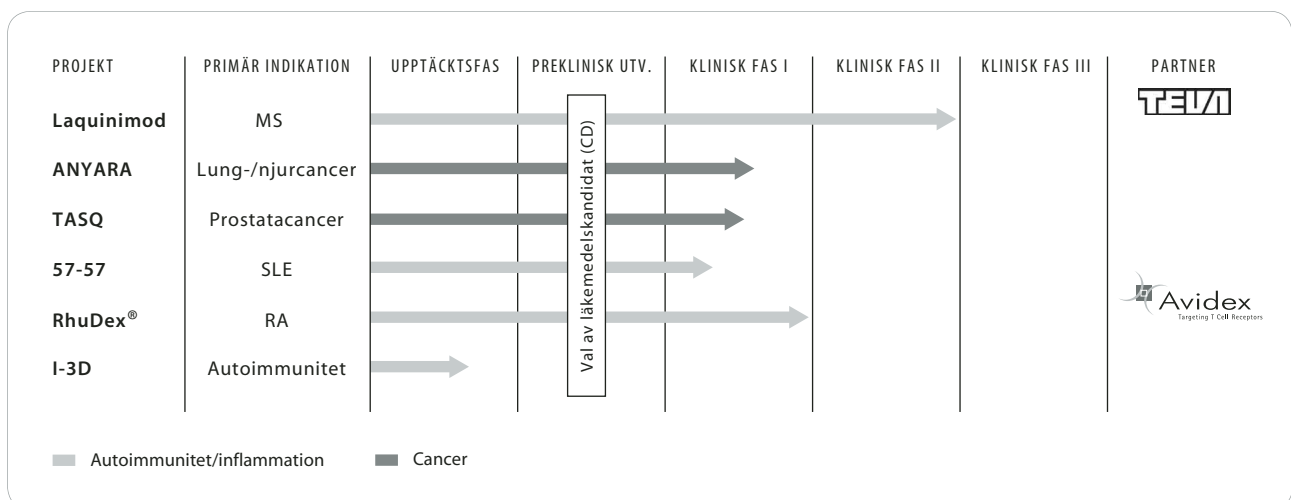 PROJEKT PRIMÄR INDIKATION UPPTÄCKTSFAS PREKLINISK UTV. KLINISK FAS I KLINISK FAS II KLINISK FAS III PARTNER
Laquinimod MS TEVA
ANYARA Lung-/njurcancer
TASQ Prostatacancer
57-57 SLE
RhuDex® RA Avidex
Targeting T Cell Receptors
I-3D Autoimmunitet
Val av läkemedelskandidat (CD)
Autoimmunitet/inflammation Cancer